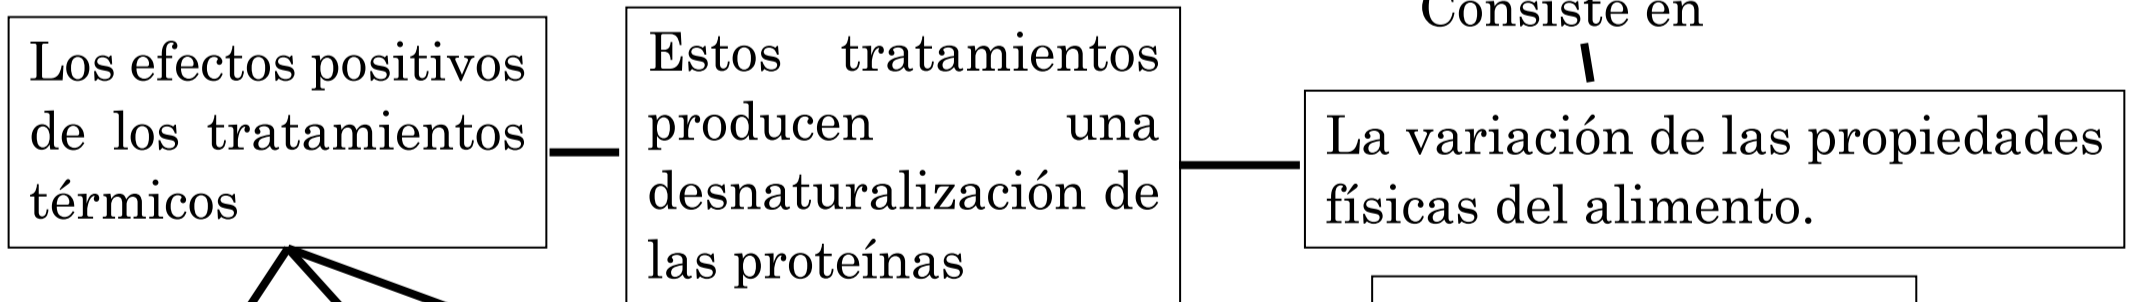 Los efectos positivos
de los tratamientos
térmicos
Estos tratamientos
producen una
desnaturalización de
las proteínas
Consiste en
La variación de las propiedades
físicas del alimento.